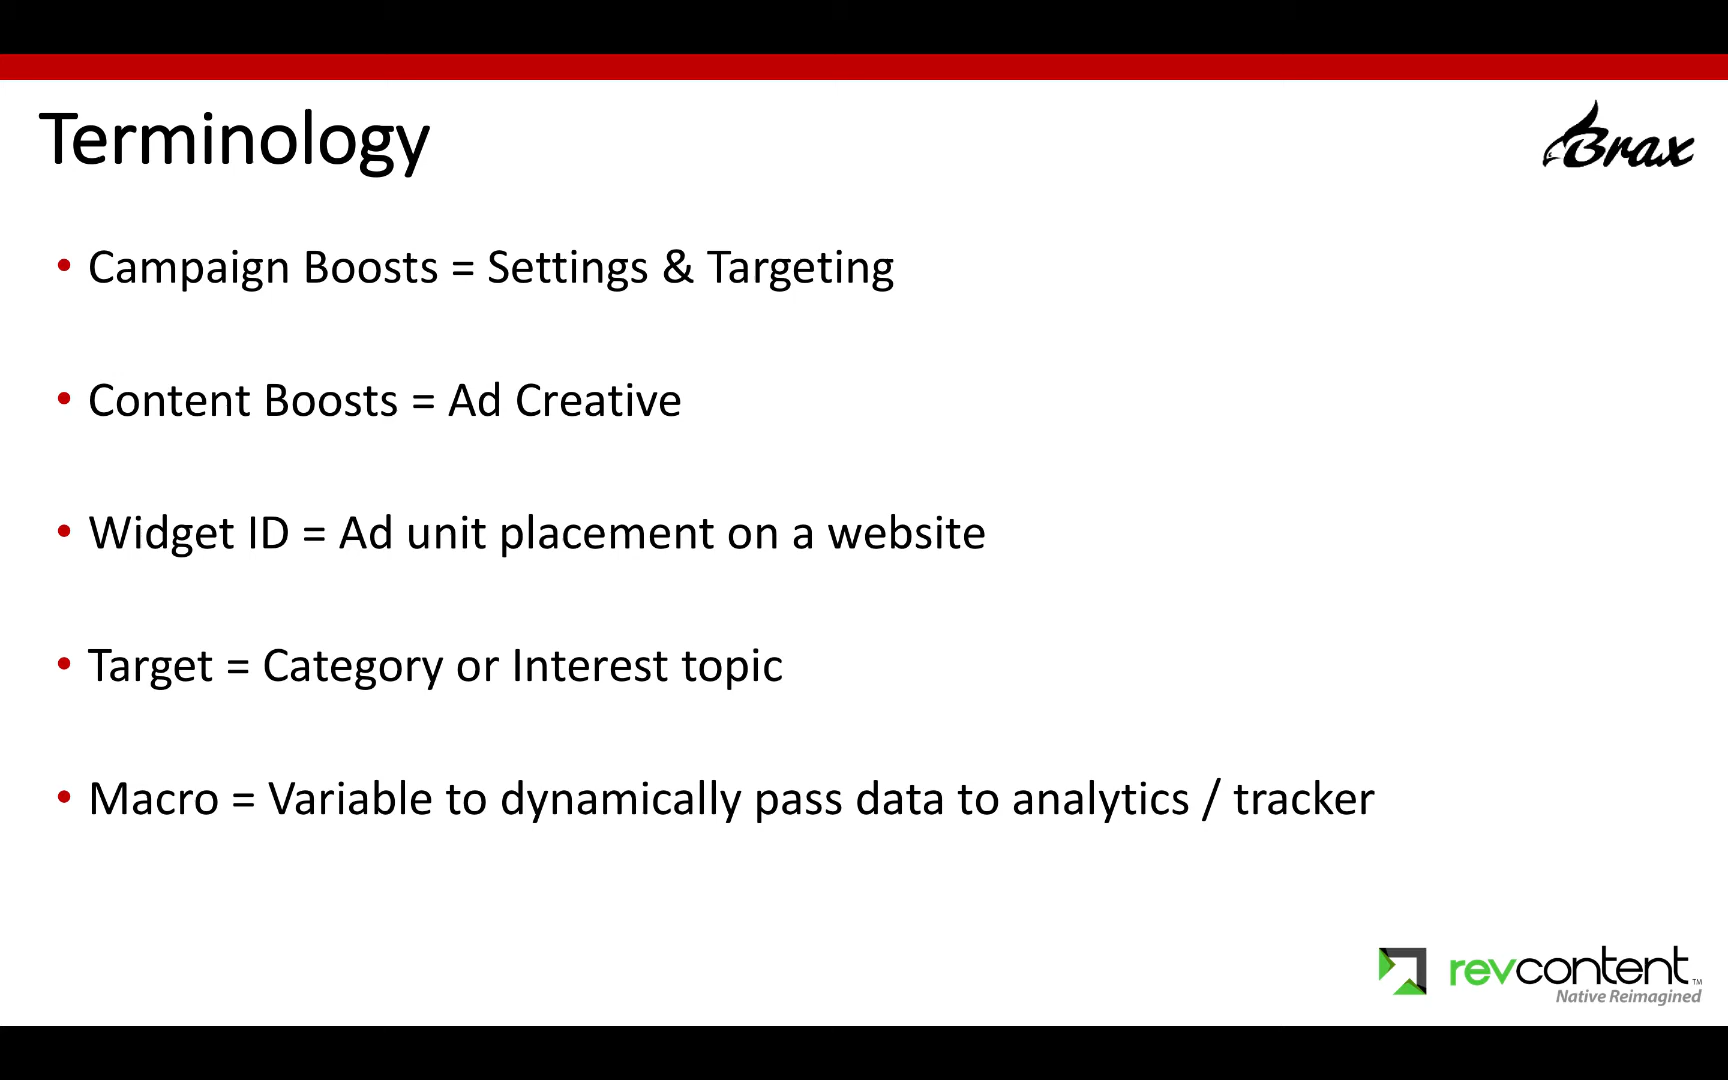 Terminology
Brax
• Campaign Boosts = Settings & Targeting
• Content Boosts = Ad Creative
• Widget ID = Ad unit placement on a website
• Target = Category or Interest topic
• Macro = Variable to dynamically pass data to analytics / tracker
revcontent™
Native Reimagined